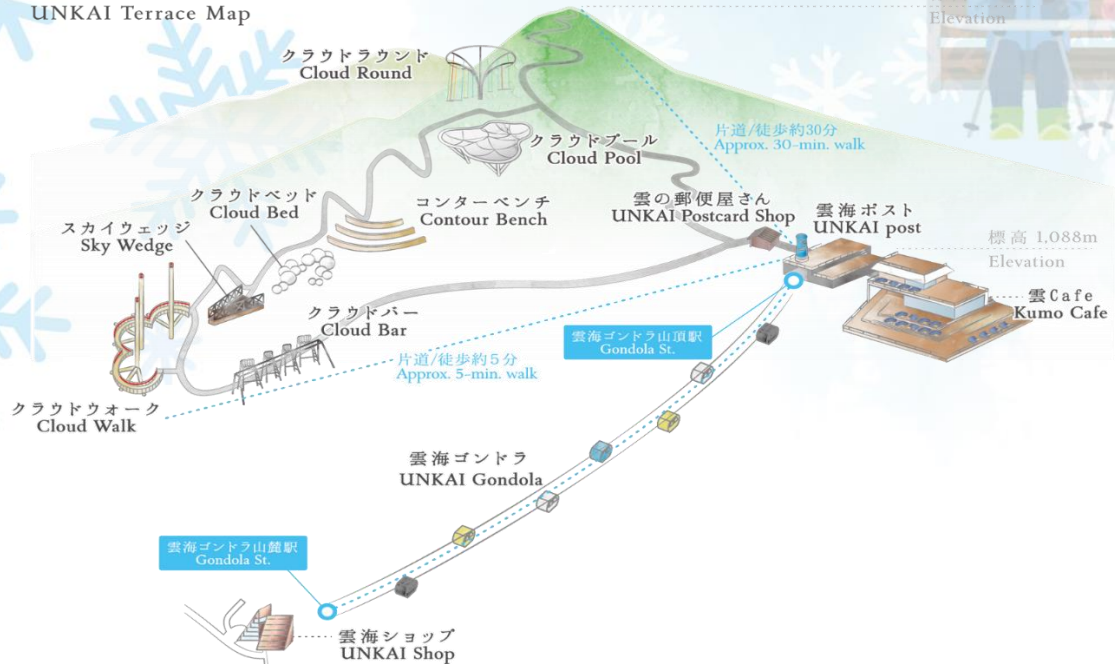 UNKAI Terrace Map
Elevation
クラウドラウンド
Cloud Round
クラウドプール
Cloud Pool
片道/徒歩約30分
Approx. 30-min. walk
クラウドベッド
Cloud Bed
コンターベンチ
Contour Bench
雲の郵便屋さん
UNKAI Postcard Shop
雲海ポスト
UNKAI post
スカイウェッジ
Sky Wedge
標高 1,088m
Elevation
雲Cafe
Kumo Cafe
クラウドバー
Cloud Bar
雲海ゴンドラ山頂駅
Gondola St.
片道/徒歩約5分
Approx. 5-min. walk
クラウドウォーク
Cloud Walk
雲海ゴンドラ
UNKAI Gondola
雲海ゴンドラ山麓駅
Gondola St.
雲海ショップ
UNKAI Shop